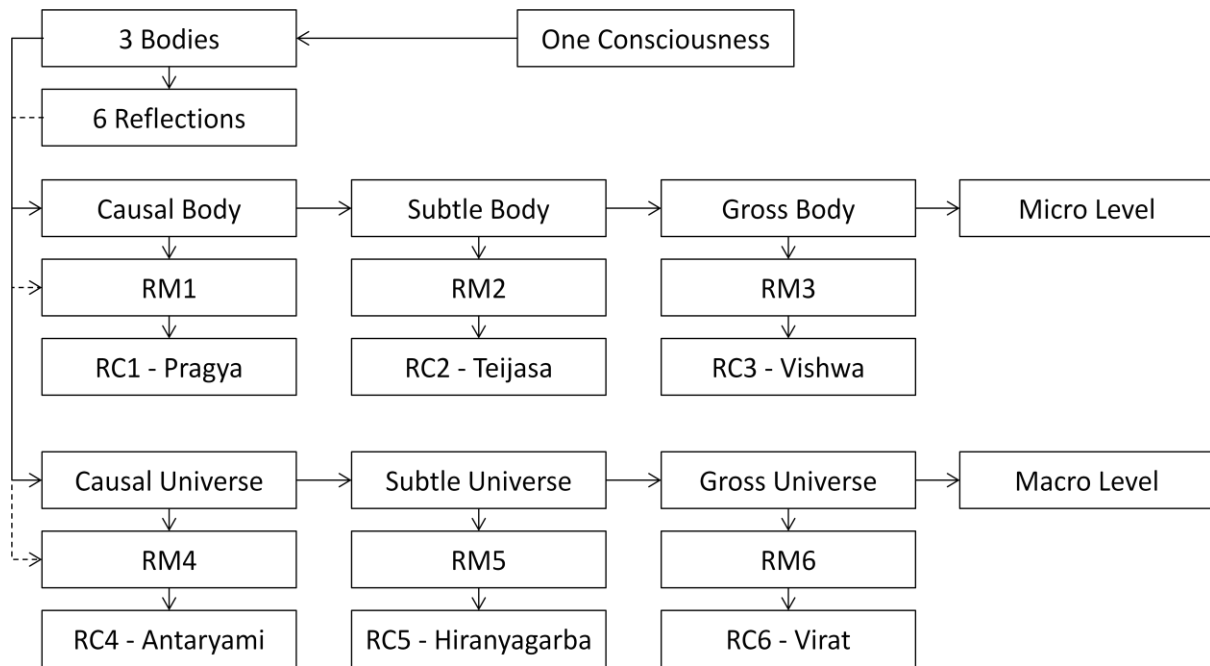 3 Bodies
One Consciousness
6 Reflections
Causal Body
Subtle Body
Gross Body
Micro Level
RM1
RM2
RM3
RC1 - Pragya
RC2 - Teijasa
RC3 - Vishwa
Causal Universe
Subtle Universe
Gross Universe
Macro Level
RM4
RM5
RM6
RC4 - Antaryami
RC5 - Hiranyagarba
RC6 - Virat